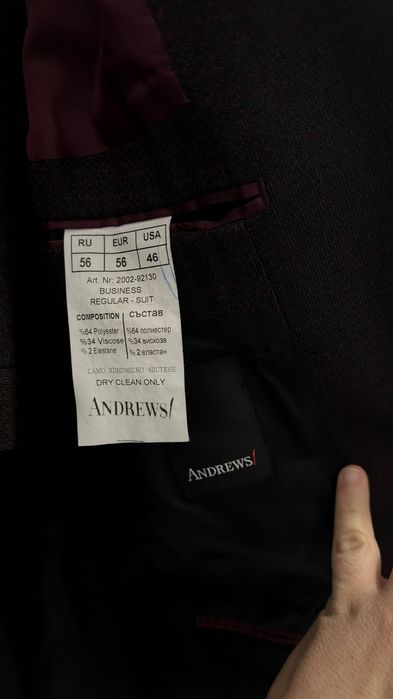 RU EUR USA
56 56 46
Art. Nr. 2002-92130
BUSINESS
REGULAR - SUIT
COMPOSITION Състав
%64 Polyester %64 полиестер
%34 Viscose %34 вискоза
% 2 Elastane % 2 еластан
САМО ХИМИЧЕСКО ЧИСТЕНЕ
DRY CLEAN ONLY
ANDREWS/
ANDREWS/